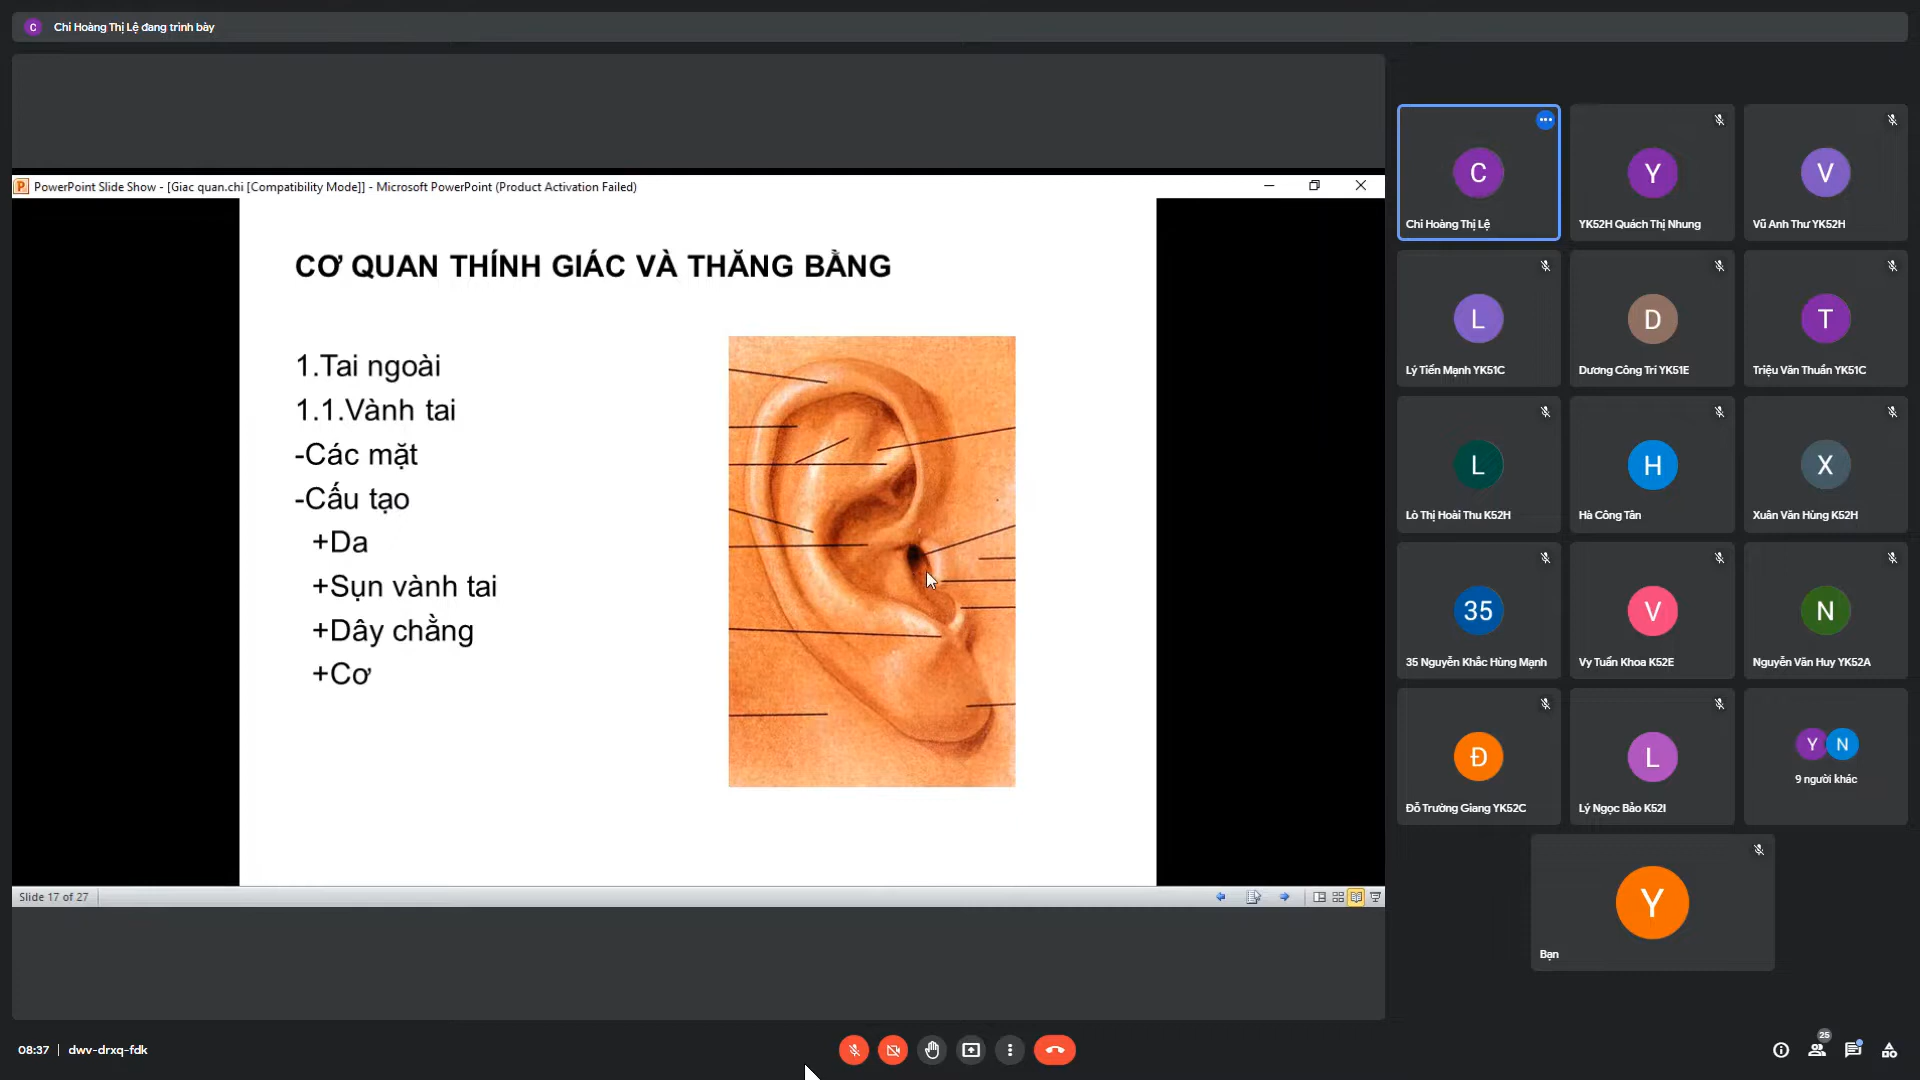 C Chi Hoàng Thị Lệ đang trình bày
PowerPoint Slide Show - [Giac quan.chi [Compatibility Mode]] - Microsoft PowerPoint (Product Activation Failed)
CƠ QUAN THÍNH GIÁC VÀ THĂNG BẰNG
1.Tai ngoài
1.1.Vành tai
-Các mặt
-Cấu tạo
+Da
+Sụn vành tai
+Dây chằng
+Cơ
Slide 17 of 27
C
Chi Hoàng Thị Lệ
Y
YK52H Quách Thị Nhung
V
Vũ Anh Thư YK52H
L
Lý Tiến Mạnh YK51C
D
Dương Công Trí YK51E
T
Triệu Văn Thuấn YK51C
L
Lò Thị Hoài Thu K52H
H
Hà Công Tân
X
Xuân Văn Hùng K52H
35
35 Nguyễn Khắc Hùng Mạnh
V
Vy Tuấn Khoa K52E
N
Nguyễn Văn Huy YK52A
Đ
Đỗ Trường Giang YK52C
L
Lý Ngọc Bảo K52I
Y N
9 người khác
Y
Bạn
08:37 | dwv-drxq-fdk
25